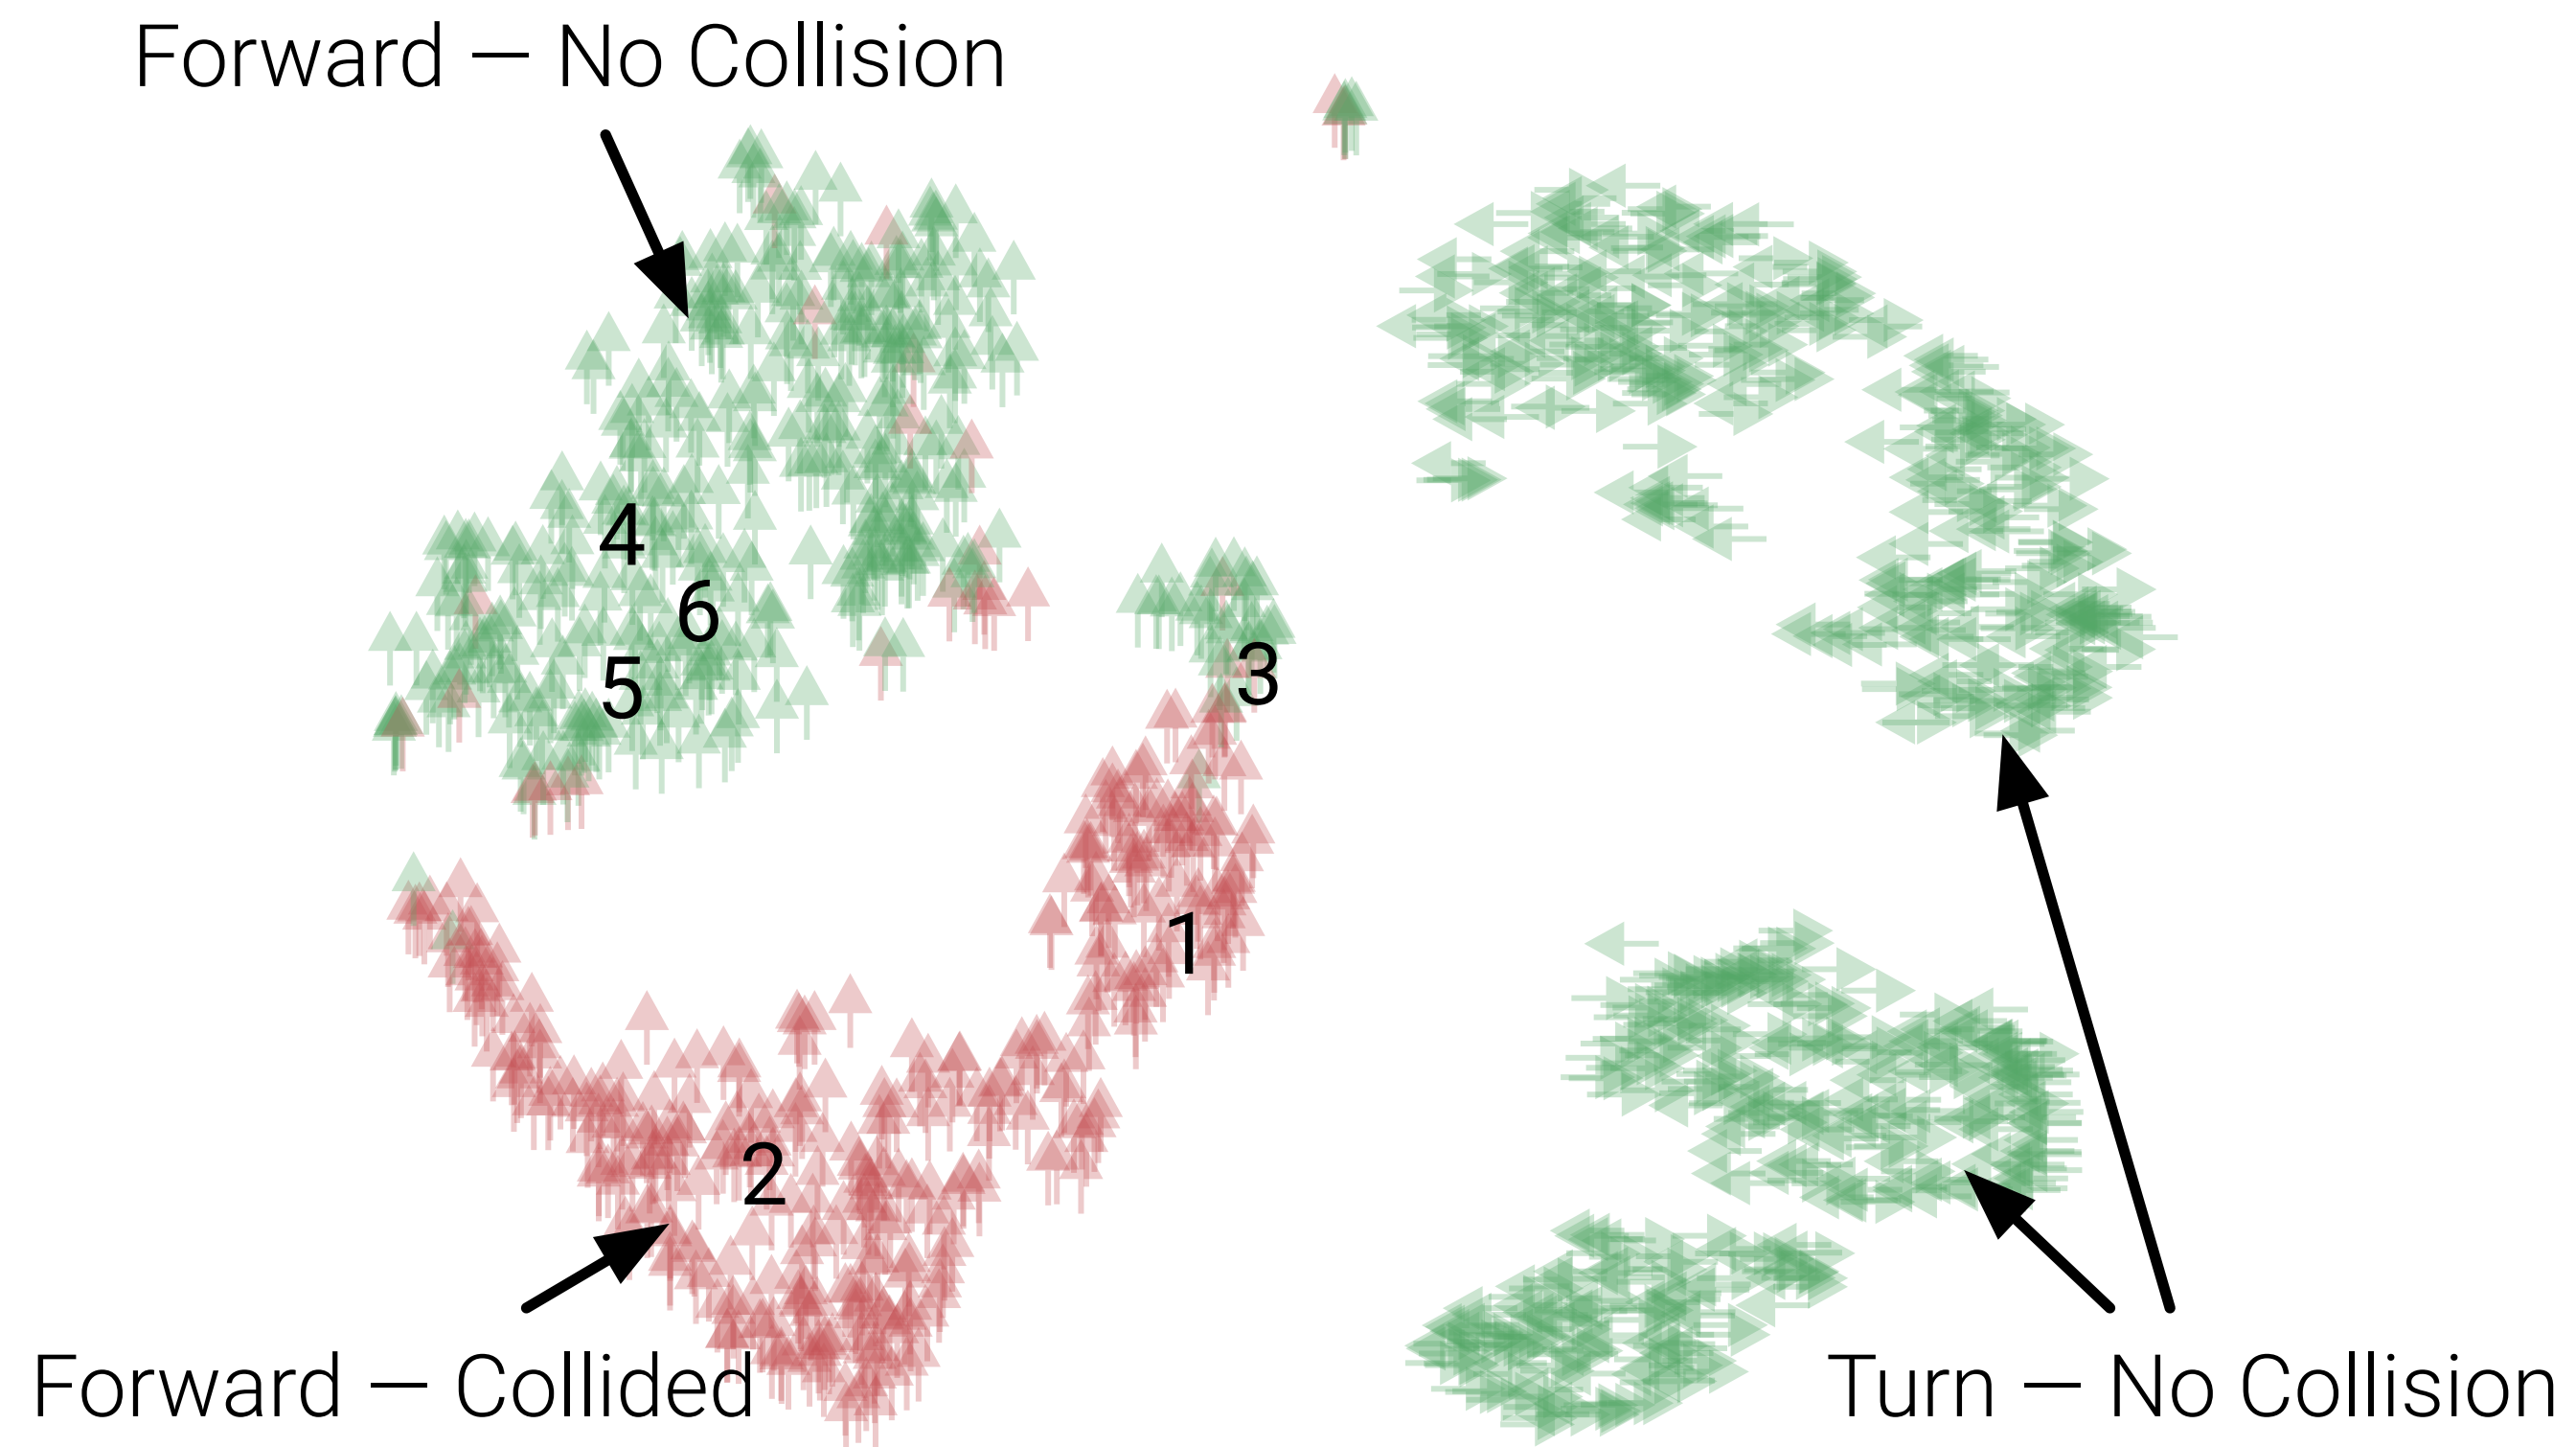 Forward — No Collision
4
6
5
3
1
2
Forward — Collided
Turn — No Collision